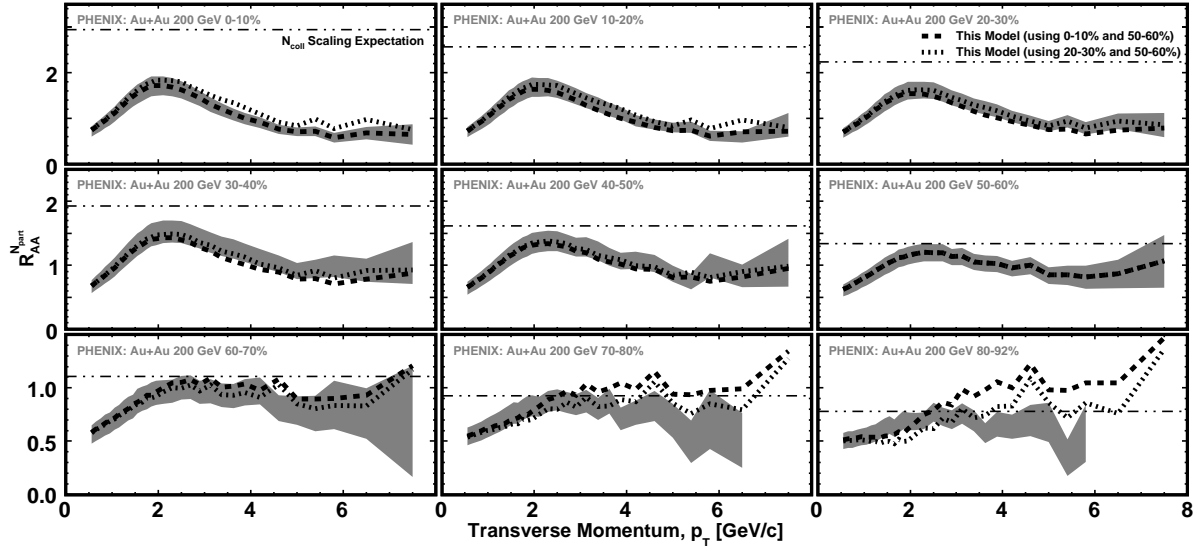 PHENIX: Au+Au 200 GeV 0-10%
PHENIX: Au+Au 200 GeV 10-20%
PHENIX: Au+Au 200 GeV 20-30%
N_coll Scaling Expectation
This Model (using 0-10% and 50-60%)
This Model (using 20-30% and 50-60%)
2
0
PHENIX: Au+Au 200 GeV 30-40%
PHENIX: Au+Au 200 GeV 40-50%
PHENIX: Au+Au 200 GeV 50-60%
2
1
0
R_AA^N_part
PHENIX: Au+Au 200 GeV 60-70%
PHENIX: Au+Au 200 GeV 70-80%
PHENIX: Au+Au 200 GeV 80-92%
1.0
0.5
0.0
0 2 4 6 0 2 4 6 0 2 4 6 8
Transverse Momentum, p_T [GeV/c]